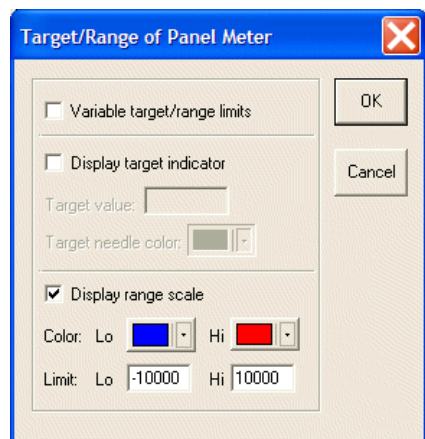 Target/Range of Panel Meter
Variable target/range limits
OK
Display target indicator
Cancel
Target value:
Target needle color:
Display range scale
Color: Lo Hi
Limit: Lo -10000 Hi 10000